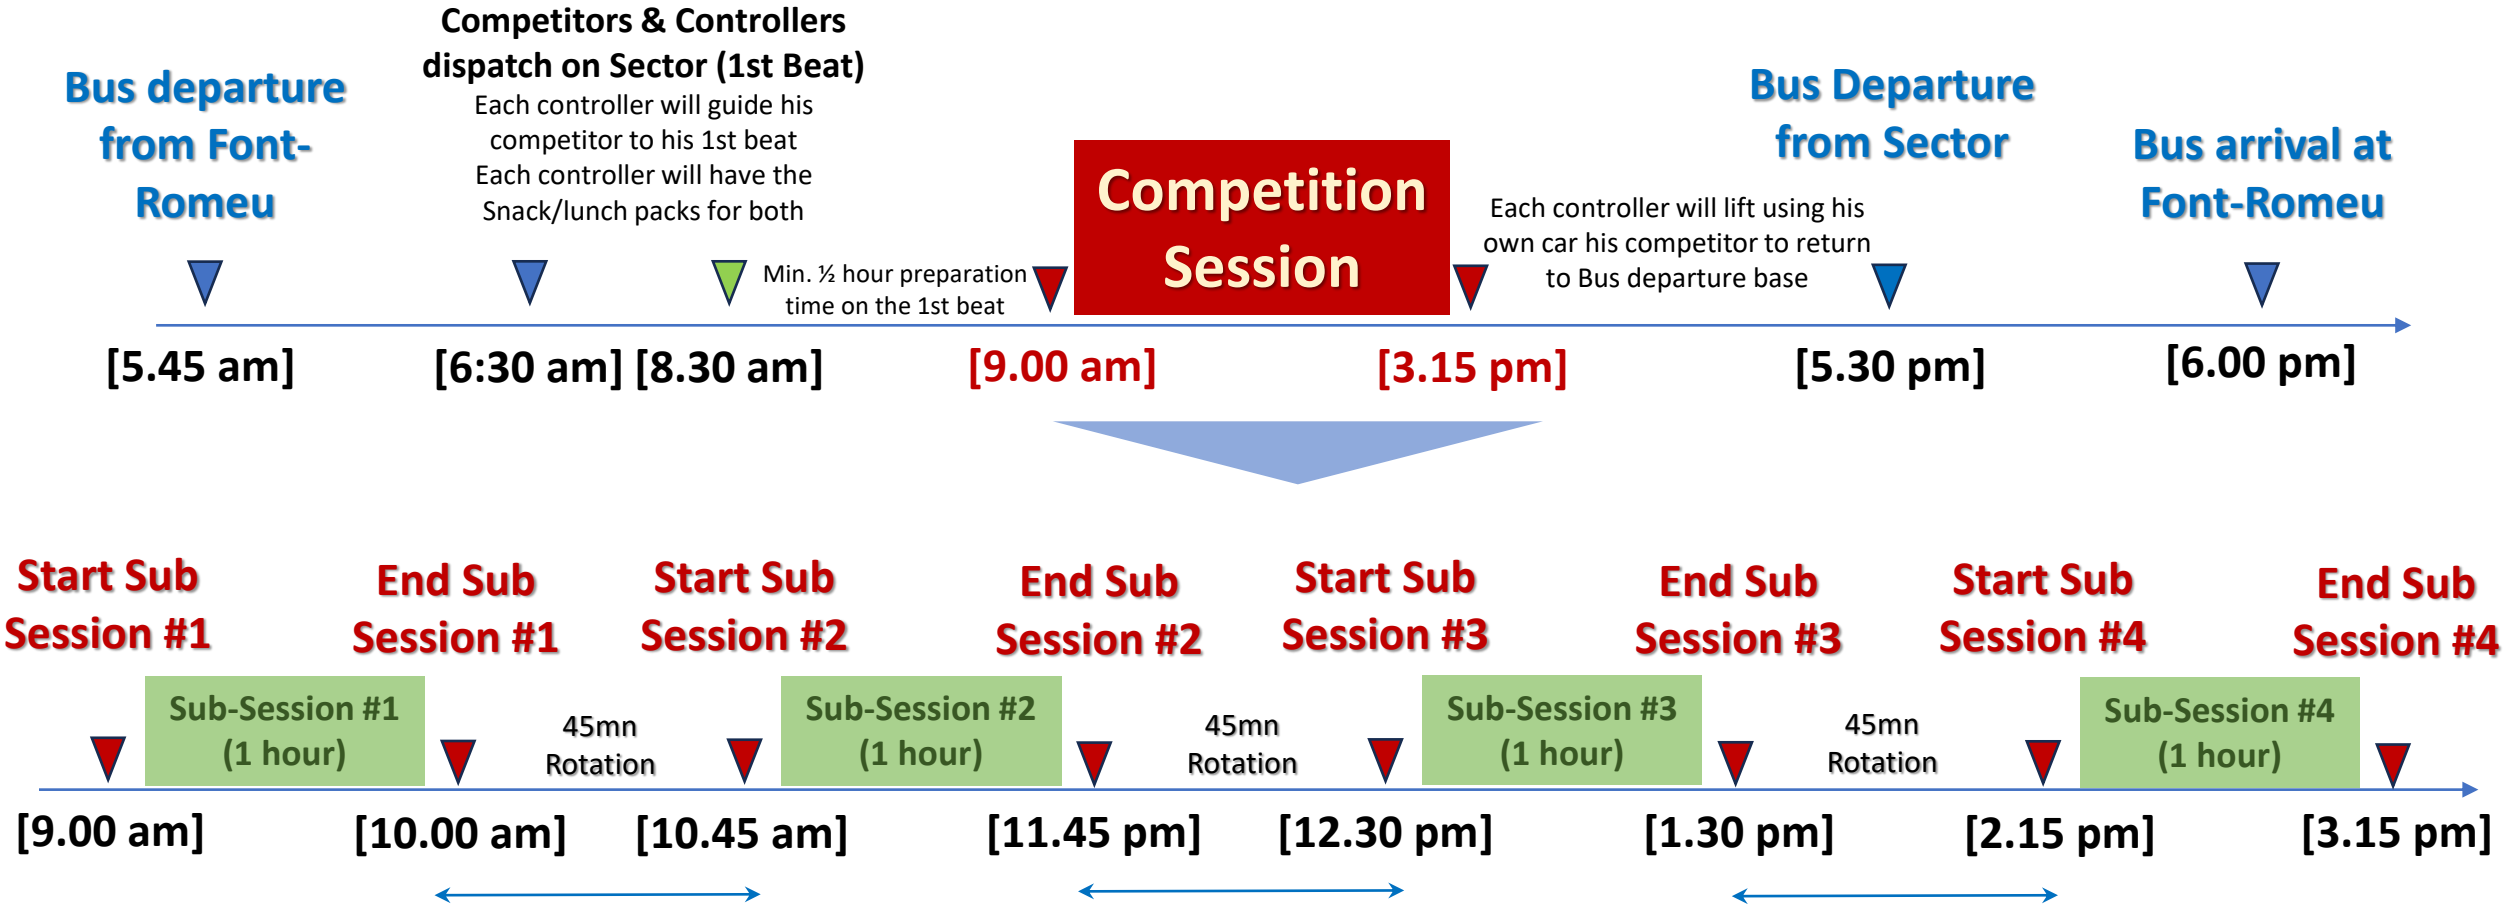 Competitors & Controllers
dispatch on Sector (1st Beat)
Each controller will guide his
competitor to his 1st beat
Each controller will have the
Snack/lunch packs for both
Bus departure
from Font-
Romeu
Min. ½ hour preparation
time on the 1st beat
Competition
Session
Each controller will lift using his
own car his competitor to return
to Bus departure base
Bus Departure
from Sector
Bus arrival at
Font-Romeu
[5.45 am]
[6:30 am]
[8.30 am]
[9.00 am]
[3.15 pm]
[5.30 pm]
[6.00 pm]
Start Sub
Session #1
End Sub
Session #1
Start Sub
Session #2
End Sub
Session #2
Start Sub
Session #3
End Sub
Session #3
Start Sub
Session #4
End Sub
Session #4
Sub-Session #1
(1 hour)
45mn
Rotation
Sub-Session #2
(1 hour)
45mn
Rotation
Sub-Session #3
(1 hour)
45mn
Rotation
Sub-Session #4
(1 hour)
[9.00 am]
[10.00 am]
[10.45 am]
[11.45 pm]
[12.30 pm]
[1.30 pm]
[2.15 pm]
[3.15 pm]